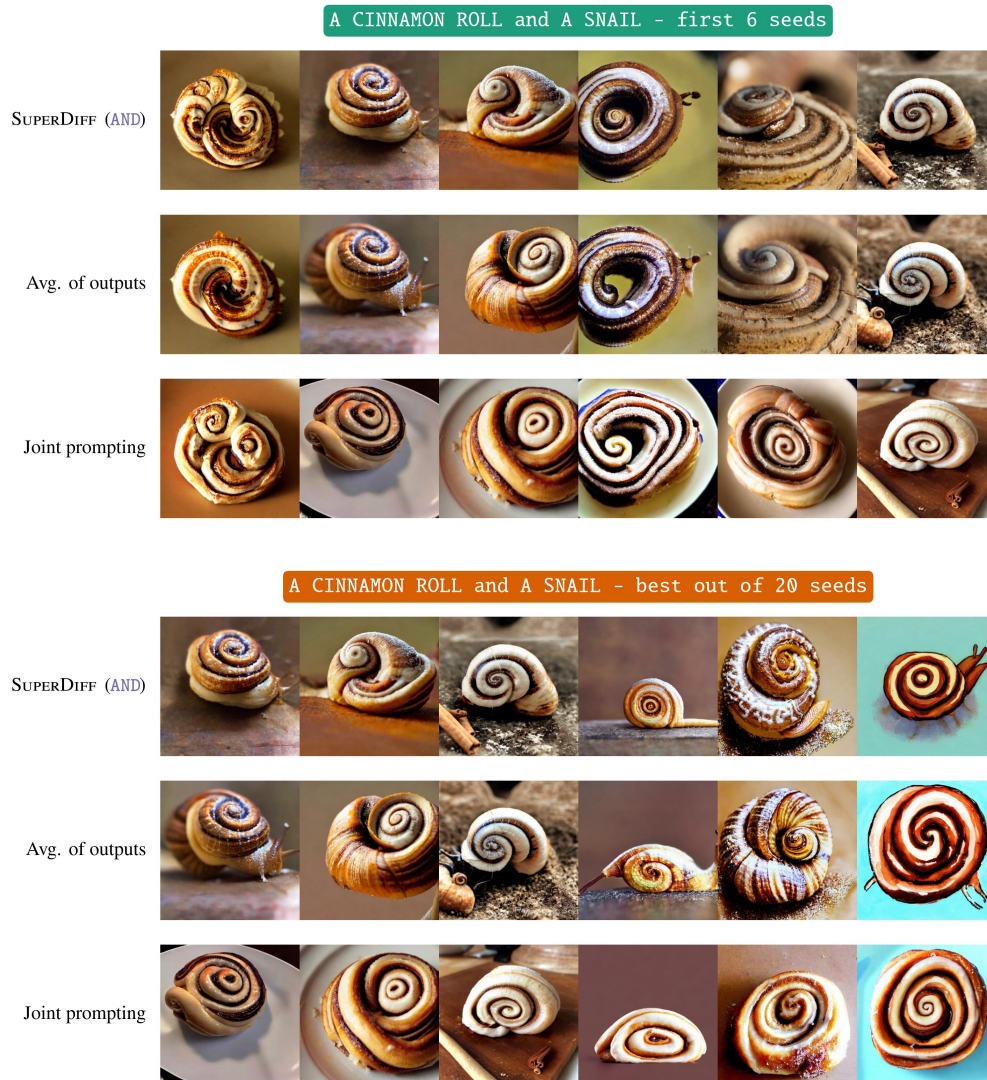 A CINNAMON ROLL and A SNAIL - first 6 seeds
SUPERDIFF (AND)
Avg. of outputs
Joint prompting
A CINNAMON ROLL and A SNAIL - best out of 20 seeds
SUPERDIFF (AND)
Avg. of outputs
Joint prompting